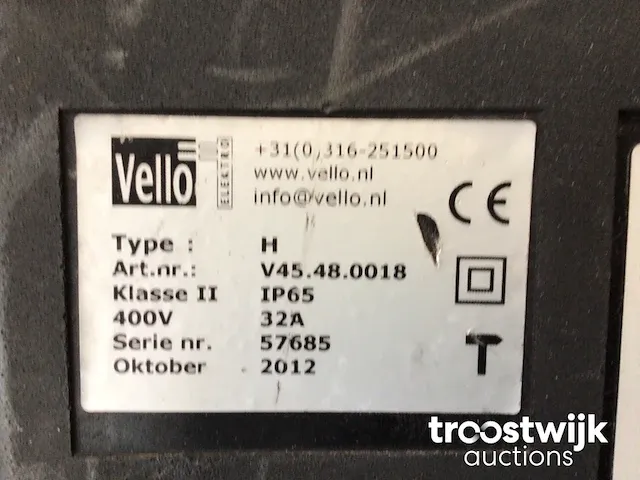 Vello
ELEKTRO
+31(0,316-251500
www.vello.nl
info@vello.nl
CE
Type : H
Art.nr.: V45.48.0018
Klasse II IP65
400V 32A
Serie nr. 57685
Oktober 2012
troostwijk
auctions